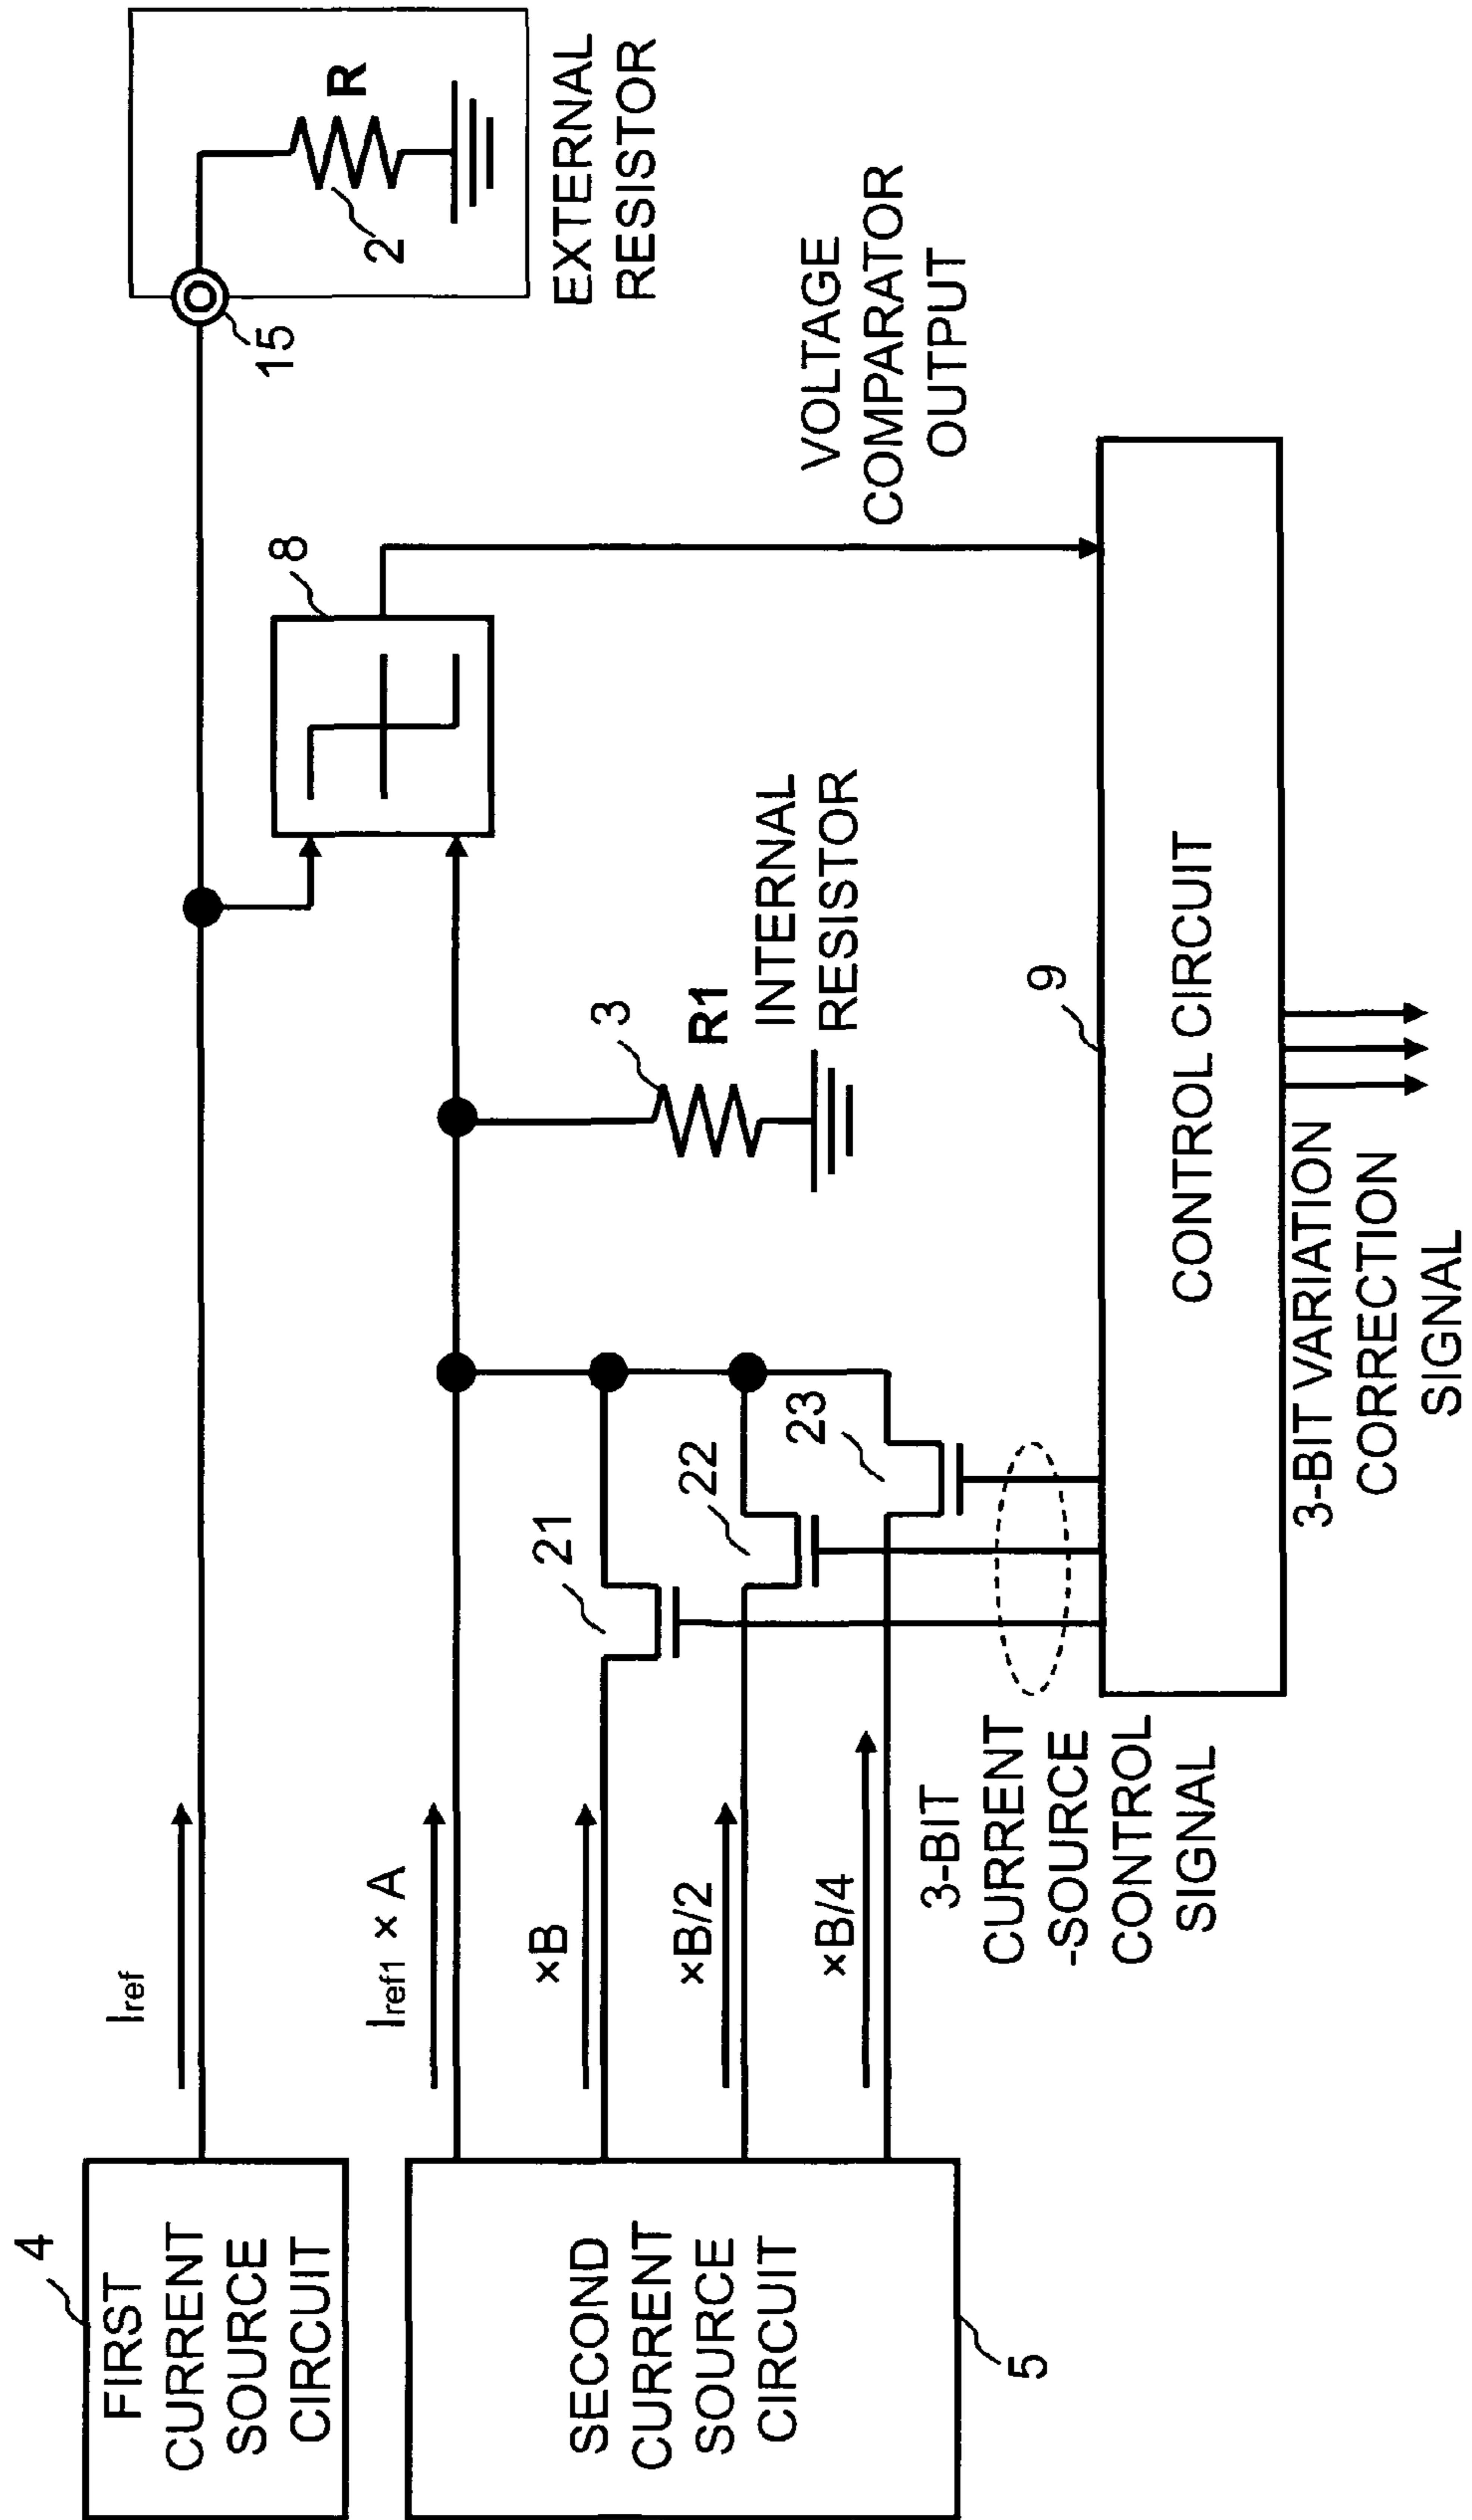 4
FIRST
CURRENT
SOURCE
CIRCUIT
Iref
15
2
R
EXTERNAL
RESISTOR
8
SECOND
CURRENT
SOURCE
CIRCUIT
5
Iref1 × A
×B
×B/2
×B/4
21
22
23
3
R1
INTERNAL
RESISTOR
VOLTAGE
COMPARATOR
OUTPUT
3-BIT
CURRENT
-SOURCE
CONTROL
SIGNAL
9
CONTROL CIRCUIT
3-BIT VARIATION
CORRECTION
SIGNAL